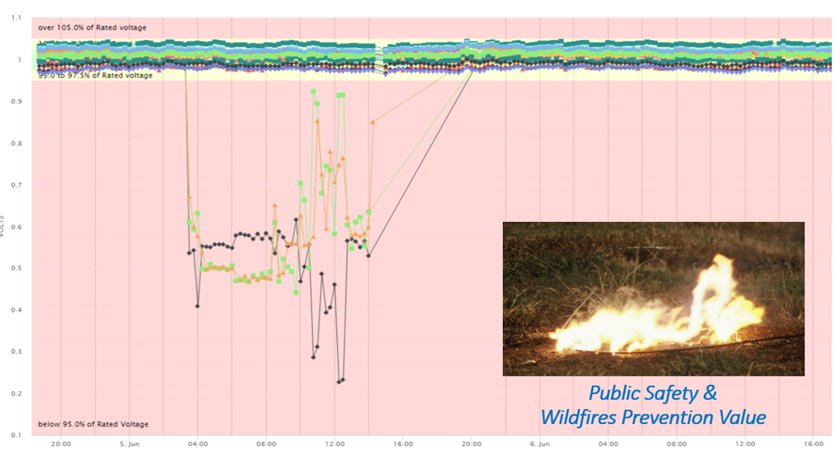 1.1
over 105.0% of Rated voltage
1
95.0 to 97.5% of Rated voltage
0.9
0.8
0.7
0.6
VOLTS
0.5
0.4
0.3
0.2
below 95.0% of Rated Voltage
0.1
20:00 5. Jun 04:00 08:00 12:00 16:00 20:00 6. Jun 04:00 08:00 12:00 16:00
Public Safety &
Wildfires Prevention Value